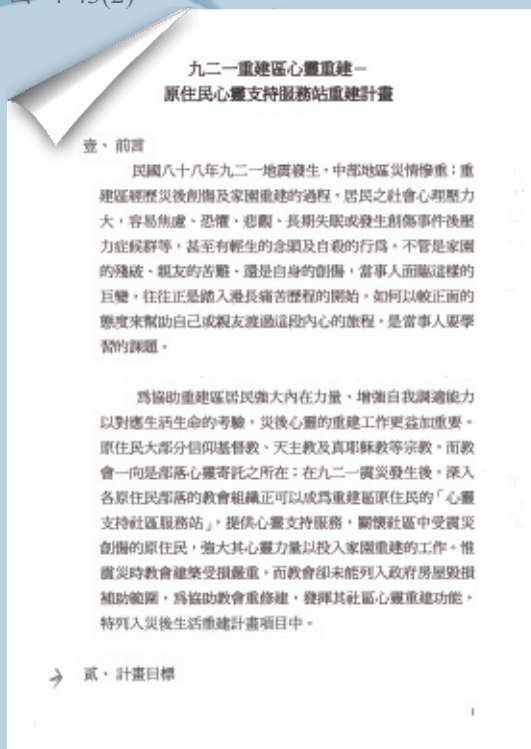 4-45(2)
九二一重建區心靈重建－
原住民心靈支持服務站重建計畫
壹、前言
民國八十八年九二一地震發生，中部地區災情慘重；重
建區經歷災後創傷及家園重建的過程，居民之社會心理壓力
大，容易焦慮、恐懼、悲觀、長期失眠或發生創傷事件後壓
力症候群等，甚至有輕生的念頭及自殺的行為。不管是家園
的殘破、親友的苦難、還是自身的創傷，當事人面臨這樣的
巨變，往往正是踏入漫長痛苦歷程的開始。如何以較正面的
態度來幫助自己或親友渡過這段內心的旅程，是當事人要學
習的課題。
為協助重建區居民強大內在力量、增強自我調適能力
以對應生活生命的考驗，災後心靈的重建工作更益加重要。
原住民大部分信仰基督教、天主教及真耶穌教等宗教，而教
會一向是部落心靈寄託之所在；在九二一震災發生後，深入
各原住民部落的教會組織正可以成為重建區原住民的「心靈
支持社區服務站」，提供心靈支持服務，關懷社區中受震災
創傷的原住民，強大其心靈力量以投入家園重建的工作。惟
震災時教會建築受損嚴重，而教會卻未能列入政府房屋毀損
補助範圍，為協助教會重修建，發揮其社區心靈重建功能，
特列入災後生活重建計畫項目中。
→ 貳、計畫目標
1